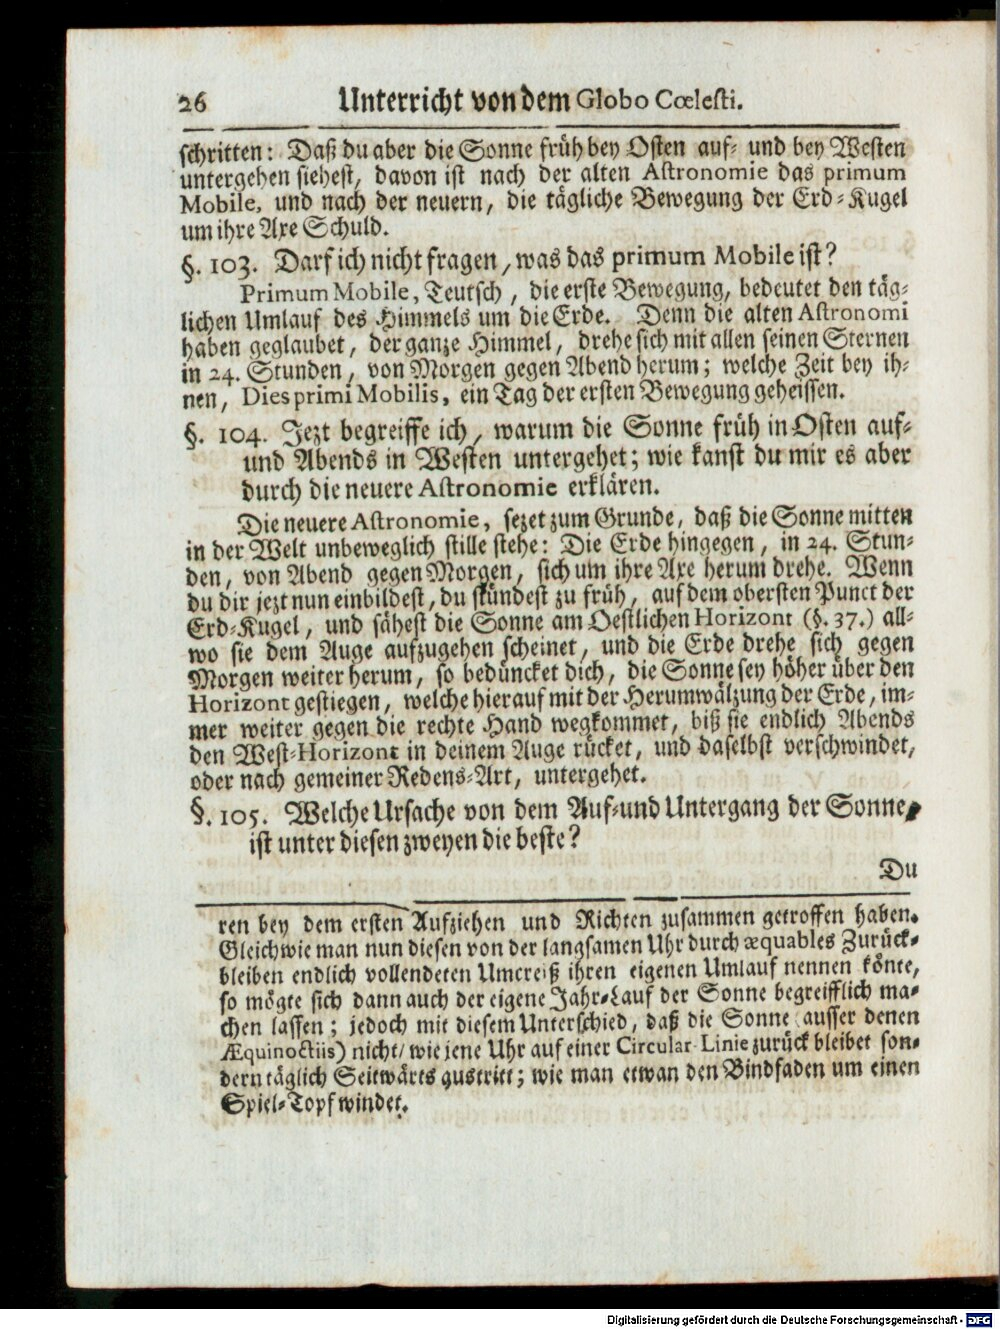 26 Unterricht von dem Globo Cœlesti.
schritten: Daß du aber die Sonne früh bey Osten auf- und bey Westen
untergehen siehest, davon ist nach der alten Astronomie das primum
Mobile, und nach der neuern, die tägliche Bewegung der Erd-Kugel
um ihre Axe Schuld.
§. 103. Darf ich nicht fragen, was das primum Mobile ist?
Primum Mobile, Teutsch, die erste Bewegung, bedeutet den täg-
lichen Umlauf des Himmels um die Erde. Denn die alten Astronomi
haben geglaubet, der ganze Himmel, drehe sich mit allen seinen Sternen
in 24. Stunden, von Morgen gegen Abend herum; welche Zeit bey ih-
nen, Dies primi Mobilis, ein Tag der ersten Bewegung geheissen.
§. 104. Jezt begreiffe ich, warum die Sonne früh in Osten auf-
und Abends in Westen untergehet; wie kanst du mir es aber
durch die neuere Astronomie erklären.
Die neuere Astronomie, sezet zum Grunde, daß die Sonne mitten
in der Welt unbeweglich stille stehe: Die Erde hingegen, in 24. Stun-
den, von Abend gegen Morgen, sich um ihre Axe herum drehe. Wenn
du dir jezt nun einbildest, du stündest zu früh, auf dem obersten Punct der
Erd-Kugel, und sähest die Sonne am Oestlichen Horizont (§. 37.) all-
wo sie dem Auge aufzugehen scheinet, und die Erde drehe sich gegen
Morgen weiter herum, so bedüncket dich, die Sonne sey höher über den
Horizont gestiegen, welche hierauf mit der Herumwälzung der Erde, im-
mer weiter gegen die rechte Hand wegkommet, biß sie endlich Abends
den West-Horizont in deinem Auge rücket, und daselbst verschwindet,
oder nach gemeiner Redens-Art, untergehet.
§. 105. Welche Ursache von dem Auf- und Untergang der Sonne,
ist unter diesen zweyen die beste?
Du
ren bey dem ersten Aufziehen und Richten zusammen getroffen haben.
Gleichwie man nun diesen von der langsamen Uhr durch æquables Zurück-
bleiben endlich vollendeten Umcreiß ihren eigenen Umlauf nennen könte,
so mögte sich dann auch der eigene Jahr-Lauf der Sonne begreifflich ma-
chen lassen; jedoch mit diesem Unterschied, daß die Sonne (ausser denen
Æquinoctiis) nicht/ wie jene Uhr auf einer Circular-Linie zurück bleibet son-
dern täglich Seitwärts austritt; wie man etwan den Bindfaden um einen
Spiel-Topf windet.
Digitalisierung gefördert durch die Deutsche Forschungsgemeinschaft - DFG